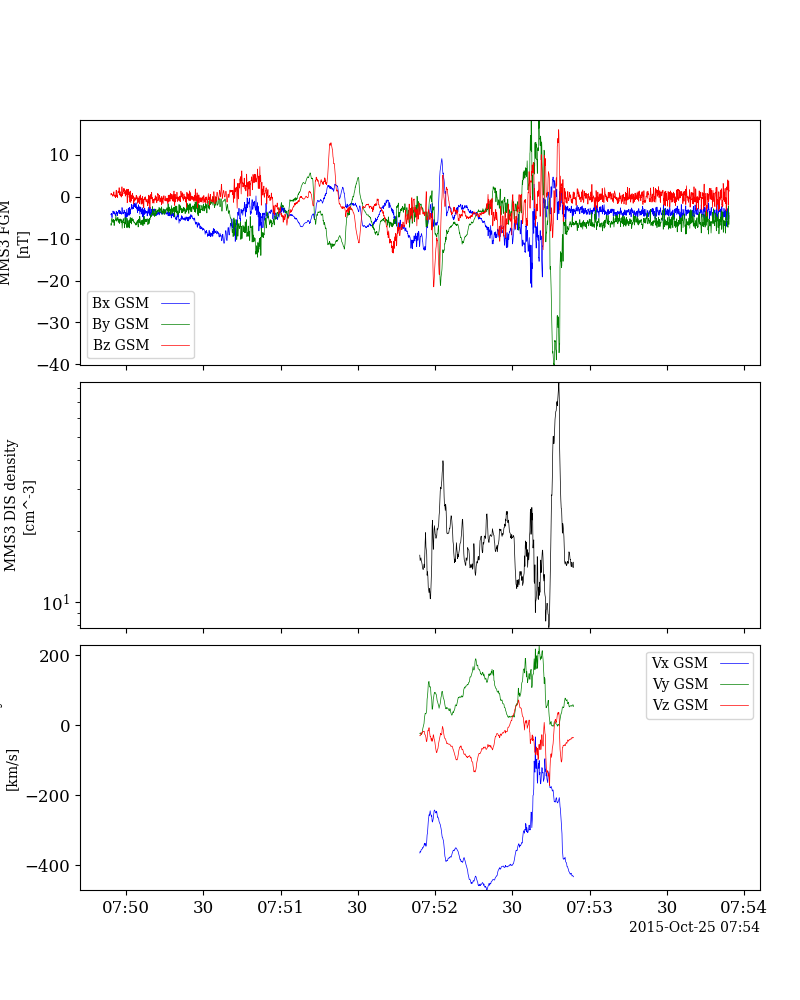 10
0
−10
−20
−30
−40
MMS3 FGM
[nT]
Bx GSM
By GSM
Bz GSM
MMS3 DIS density
[cm^-3]
10^1
200
0
−200
−400
[km/s]
Vx GSM
Vy GSM
Vz GSM
07:50 30 07:51 30 07:52 30 07:53 30 07:54
2015-Oct-25 07:54